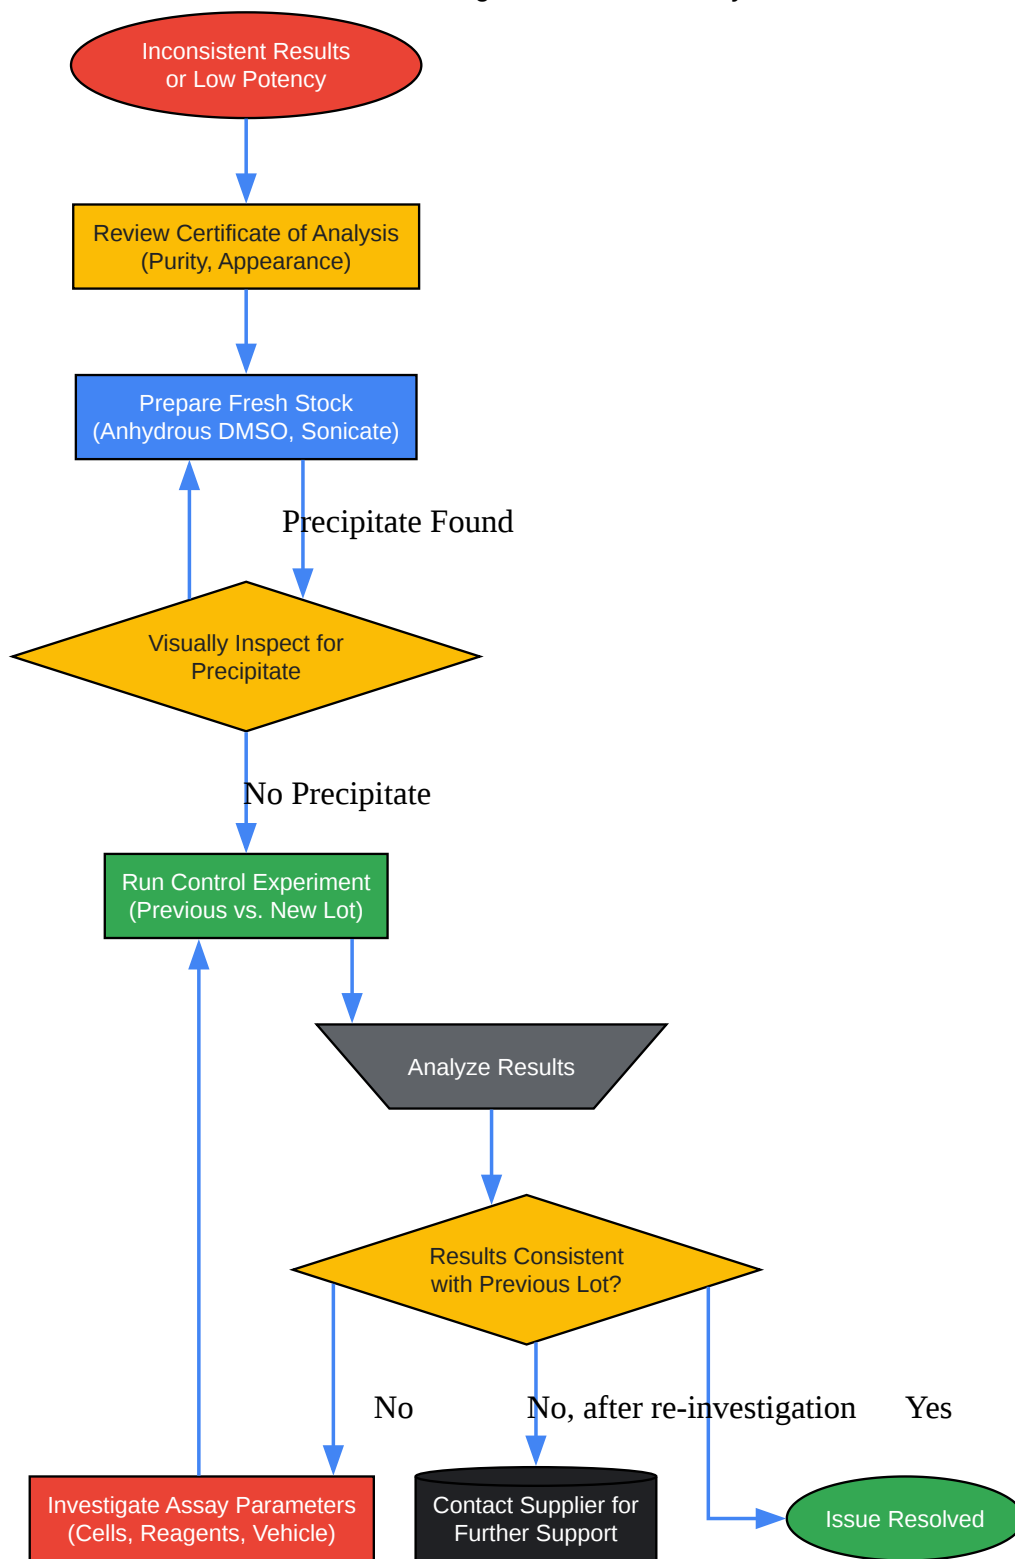 Inconsistent Results
or Low Potency
Review Certificate of Analysis
(Purity, Appearance)
Prepare Fresh Stock
(Anhydrous DMSO, Sonicate)
Precipitate Found
Visually Inspect for
Precipitate
No Precipitate
Run Control Experiment
(Previous vs. New Lot)
Analyze Results
Results Consistent
with Previous Lot?
No
No, after re-investigation
Yes
Investigate Assay Parameters
(Cells, Reagents, Vehicle)
Contact Supplier for
Further Support
Issue Resolved